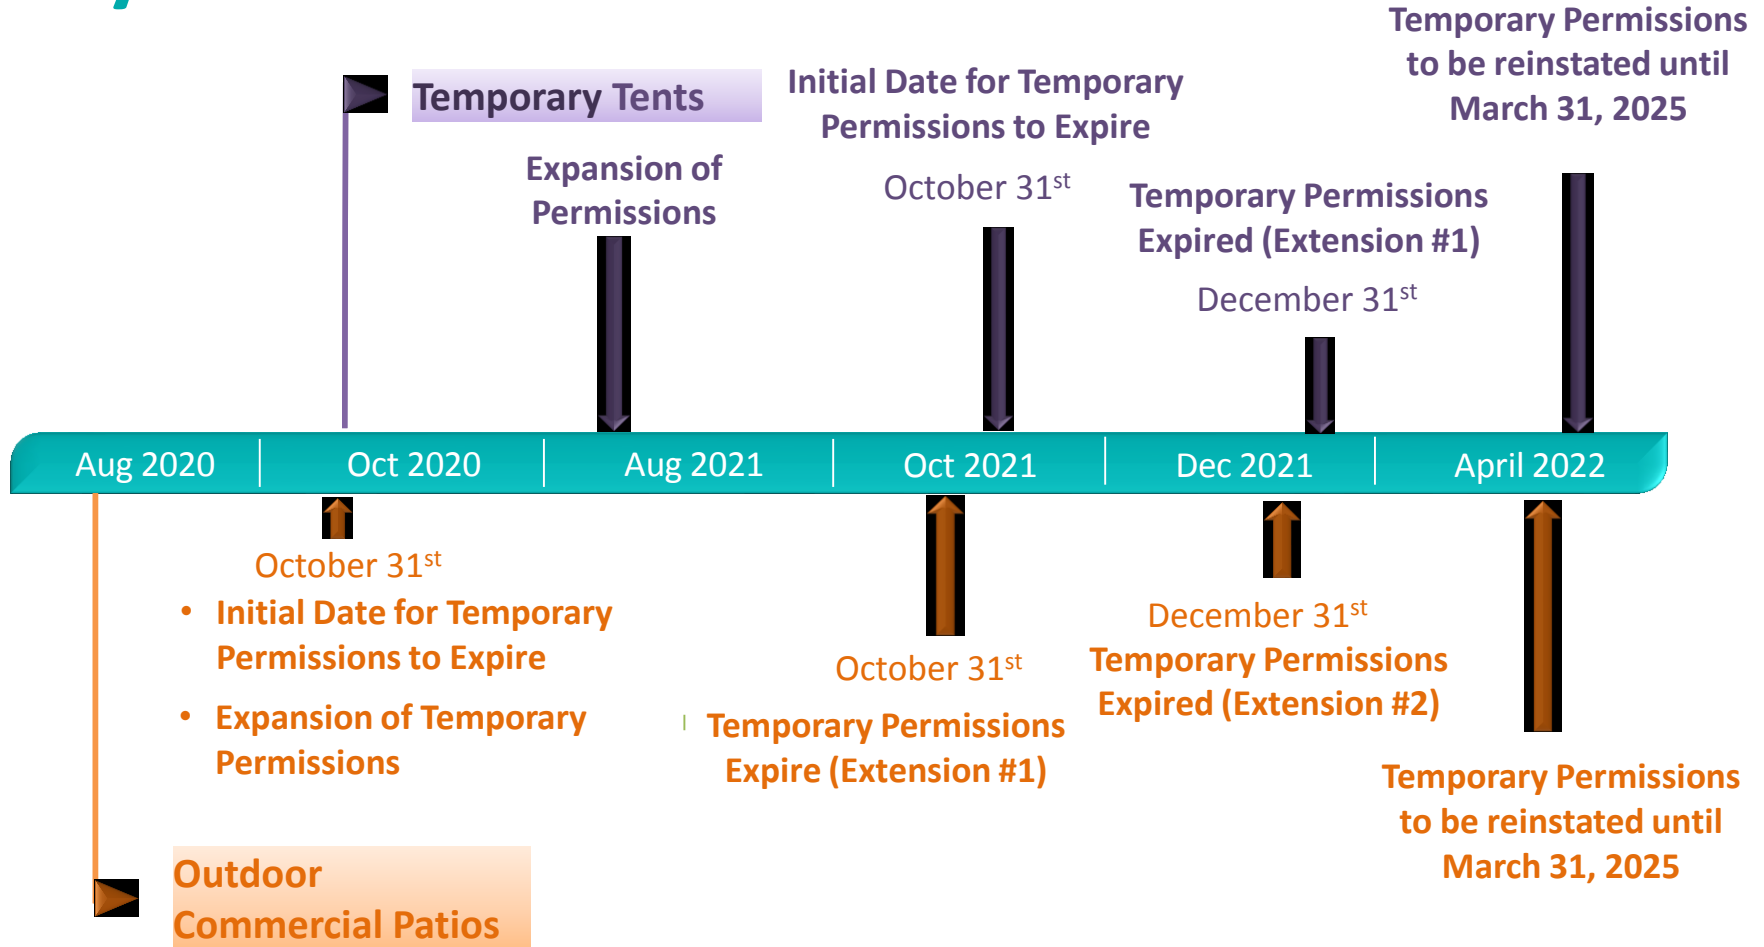 Temporary Permissions
to be reinstated until
March 31, 2025
Temporary Tents
Initial Date for Temporary
Permissions to Expire
October 31st
Expansion of
Permissions
Temporary Permissions
Expired (Extension #1)
December 31st
Aug 2020
Oct 2020
Aug 2021
Oct 2021
Dec 2021
April 2022
October 31st
• Initial Date for Temporary
Permissions to Expire
• Expansion of Temporary
Permissions
October 31st
Temporary Permissions
Expire (Extension #1)
December 31st
Temporary Permissions
Expired (Extension #2)
Temporary Permissions
to be reinstated until
March 31, 2025
Outdoor
Commercial Patios